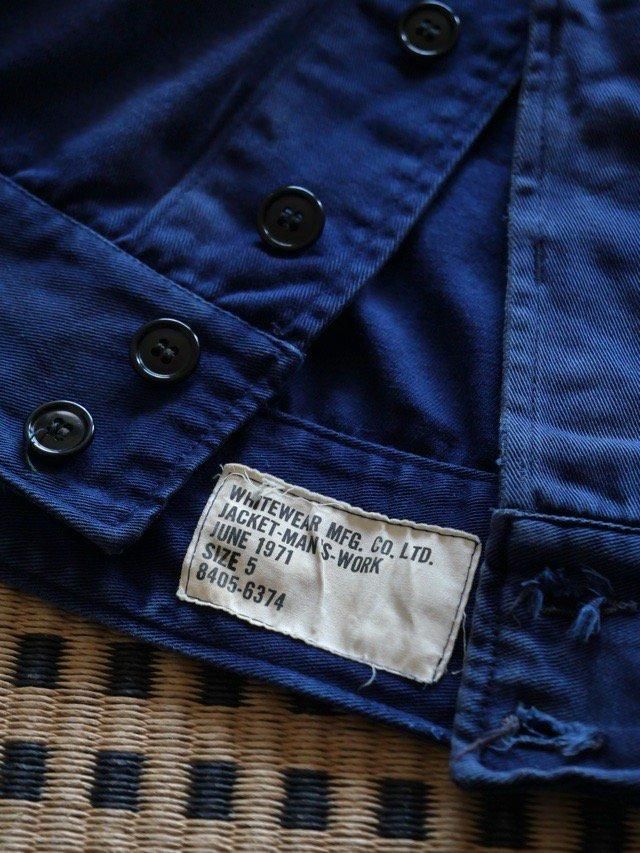 WHITEWEAR MFG. CO. LTD.
JACKET-MAN'S-WORK
JUNE 1971
SIZE 5
8405-6374